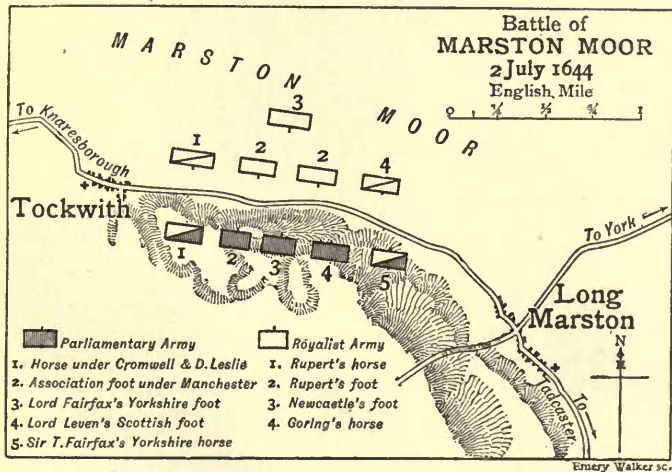 Battle of
MARSTON MOOR
2 July 1644
English Mile
0 ¼ ½ ¾ 1
MARSTON
MOOR
3
1
2
2
4
To Knaresborough
Tockwith
1
2
3
4
5
To York
Long
Marston
N
To
Tadcaster
Parliamentary Army
1. Horse under Cromwell & D. Leslie
2. Association foot under Manchester
3. Lord Fairfax's Yorkshire foot
4. Lord Leven's Scottish foot
5. Sir T. Fairfax's Yorkshire horse
Royalist Army
1. Rupert's horse
2. Rupert's foot
3. Newcastle's foot
4. Goring's horse
Emery Walker sc.